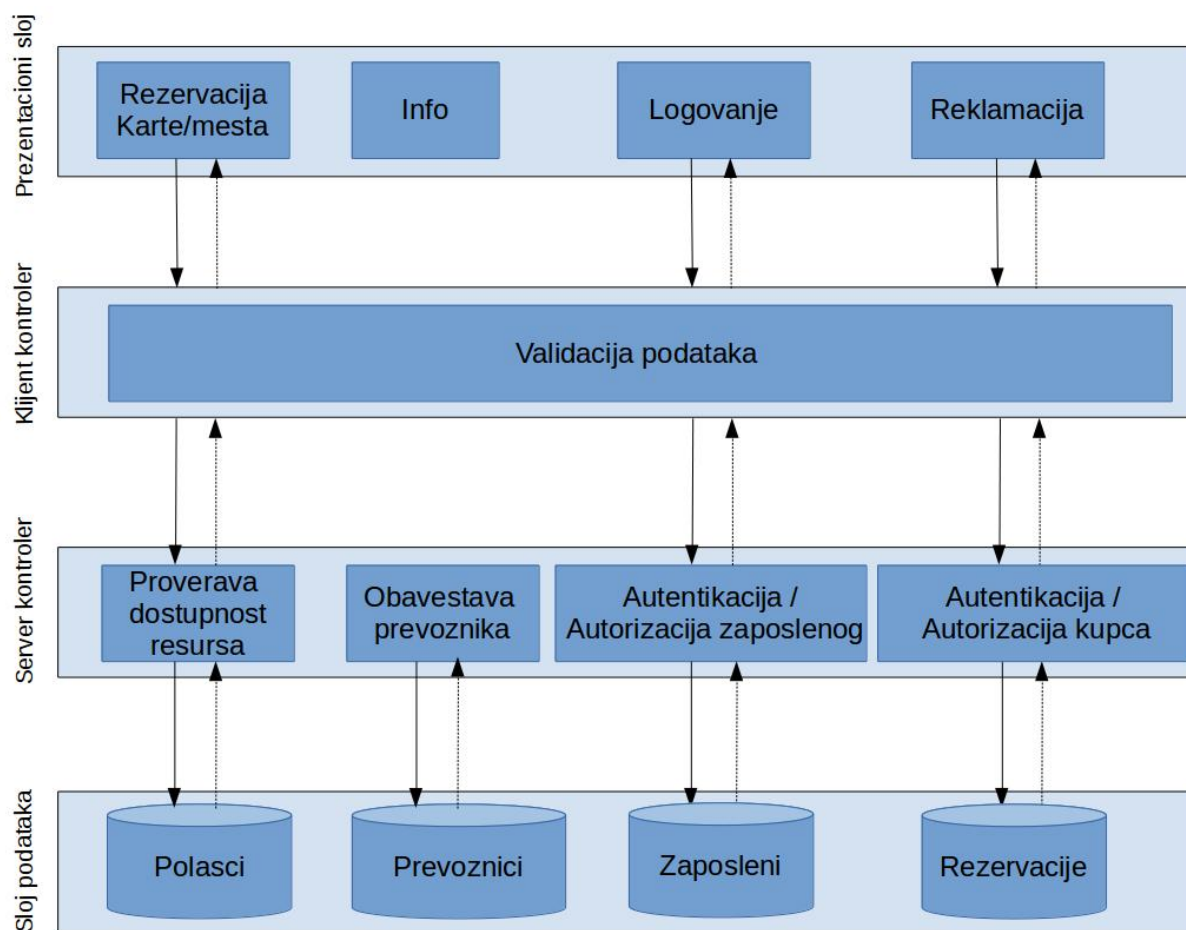 Prezentacioni sloj
Rezervacija
Karte/mesta
Info
Logovanje
Reklamacija
Klijent kontroler
Validacija podataka
Server kontroler
Proverava
dostupnost
resursa
Obavestava
prevoznika
Autentikacija /
Autorizacija zaposlenog
Autentikacija /
Autorizacija kupca
Sloj podataka
Polasci
Prevoznici
Zaposleni
Rezervacije